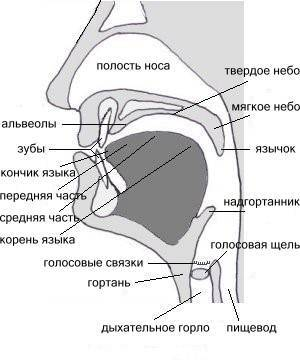 полость носа
твердое небо
мягкое небо
альвеолы
зубы
язычок
кончик языка
передняя часть
средняя часть
корень языка
надгортанник
голосовая щель
голосовые связки
гортань
дыхательное горло
пищевод